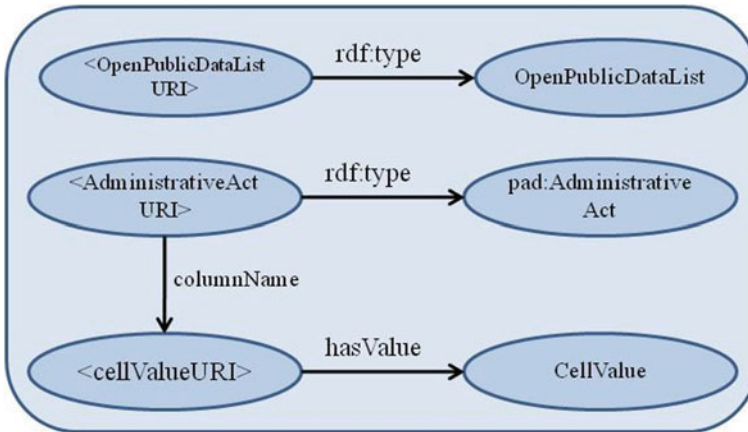 <OpenPublicDataList
URI>
rdf:type
OpenPublicDataList
<AdministrativeAct
URI>
rdf:type
pad:Administrative
Act
columnName
<cellValueURI>
hasValue
CellValue